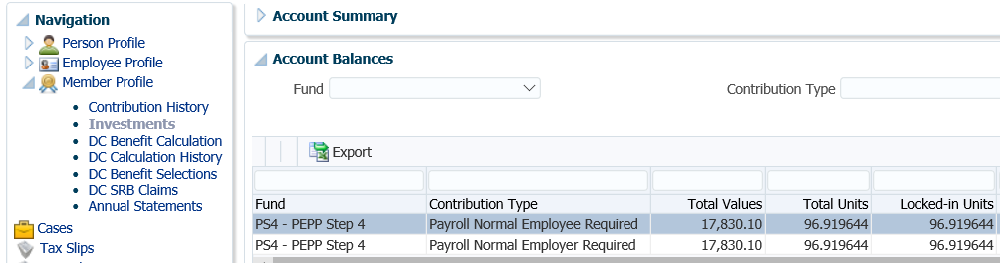 Navigation
Person Profile
Employee Profile
Member Profile
Contribution History
Investments
DC Benefit Calculation
DC Calculation History
DC Benefit Selections
DC SRB Claims
Annual Statements
Cases
Tax Slips
Account Summary
Account Balances
Fund Contribution Type
Export
Fund Contribution Type Total Values Total Units Locked-in Units
PS4 - PEPP Step 4 Payroll Normal Employee Required 17,830.10 96.919644 96.919644
PS4 - PEPP Step 4 Payroll Normal Employer Required 17,830.10 96.919644 96.919644